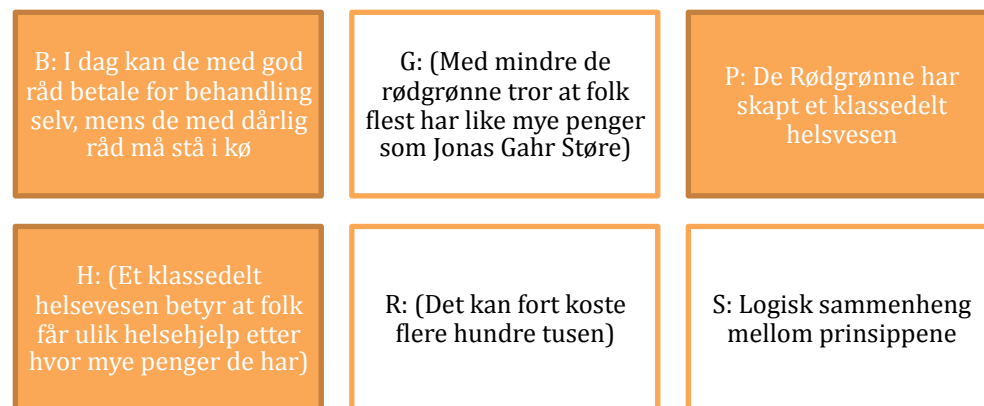 B: I dag kan de med god
råd betale for behandling
selv, mens de med dårlig
råd må stå i kø
G: (Med mindre de
rødgrønne tror at folk
flest har like mye penger
som Jonas Gahr Støre)
P: De Rødgrønne har
skapt et klassedelt
helsvesen
H: (Et klassedelt
helsevesen betyr at folk
får ulik helsehjelp etter
hvor mye penger de har)
R: (Det kan fort koste
flere hundre tusen)
S: Logisk sammenheng
mellom prinsippene